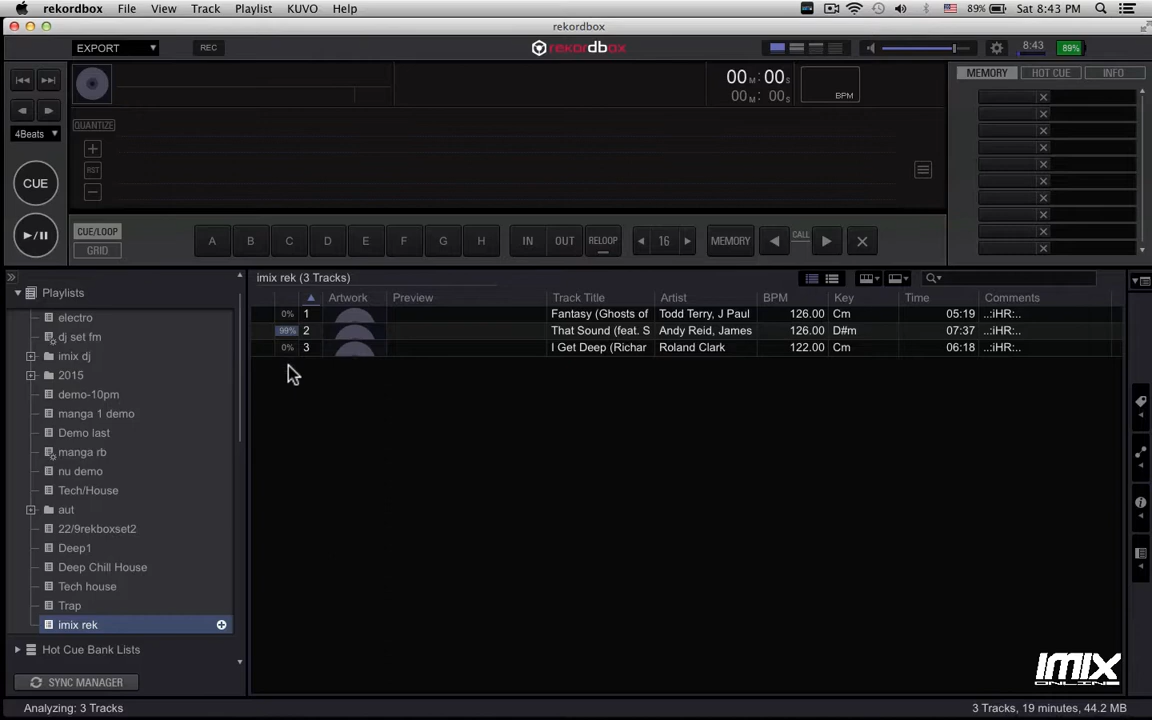 rekordbox File View Track Playlist KUVO Help 89% Sat 8:43 PM
rekordbox
EXPORT REC rekordbox 8:43 89%
00 M : 00 S
00 M : 00 S
BPM
MEMORY HOT CUE INFO
4Beats
QUANTIZE
RST
CUE
CUE/LOOP
GRID
A B C D E F G H IN OUT RELOOP 16 MEMORY CALL
Playlists
electro
dj set fm
imix dj
2015
demo-10pm
manga 1 demo
Demo last
manga rb
nu demo
Tech/House
aut
22/9rekboxset2
Deep1
Deep Chill House
Tech house
Trap
imix rek
Hot Cue Bank Lists
SYNC MANAGER
imix rek (3 Tracks)
Artwork Preview Track Title Artist BPM Key Time Comments
0% 1 Fantasy (Ghosts of Todd Terry, J Paul 126.00 Cm 05:19 ..:iHR:..
99% 2 That Sound (feat. S Andy Reid, James 126.00 D#m 07:37 ..:iHR:..
0% 3 I Get Deep (Richar Roland Clark 122.00 Cm 06:18 ..:iHR:..
IMIX
ONLINE
Analyzing: 3 Tracks
3 Tracks, 19 minutes, 44.2 MB